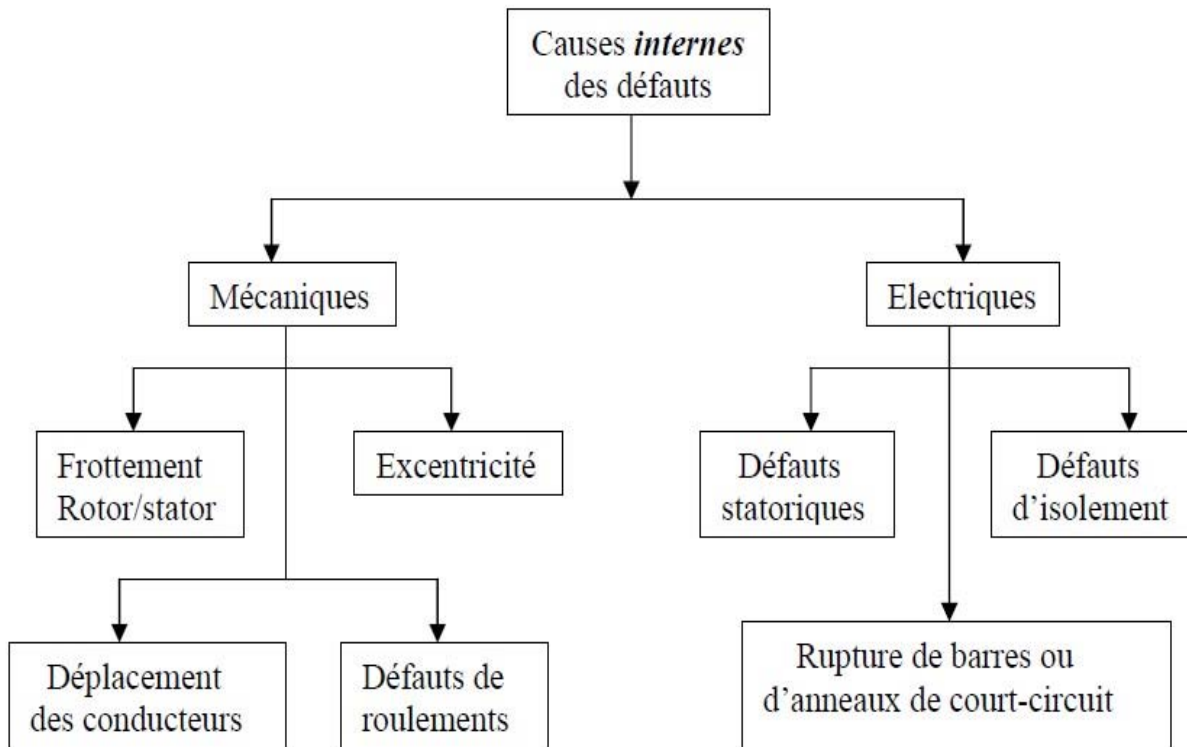 Causes internes
des défauts
Mécaniques
Electriques
Frottement
Rotor/stator
Excentricité
Défauts
statoriques
Défauts
d’isolement
Déplacement
des conducteurs
Défauts de
roulements
Rupture de barres ou
d’anneaux de court-circuit